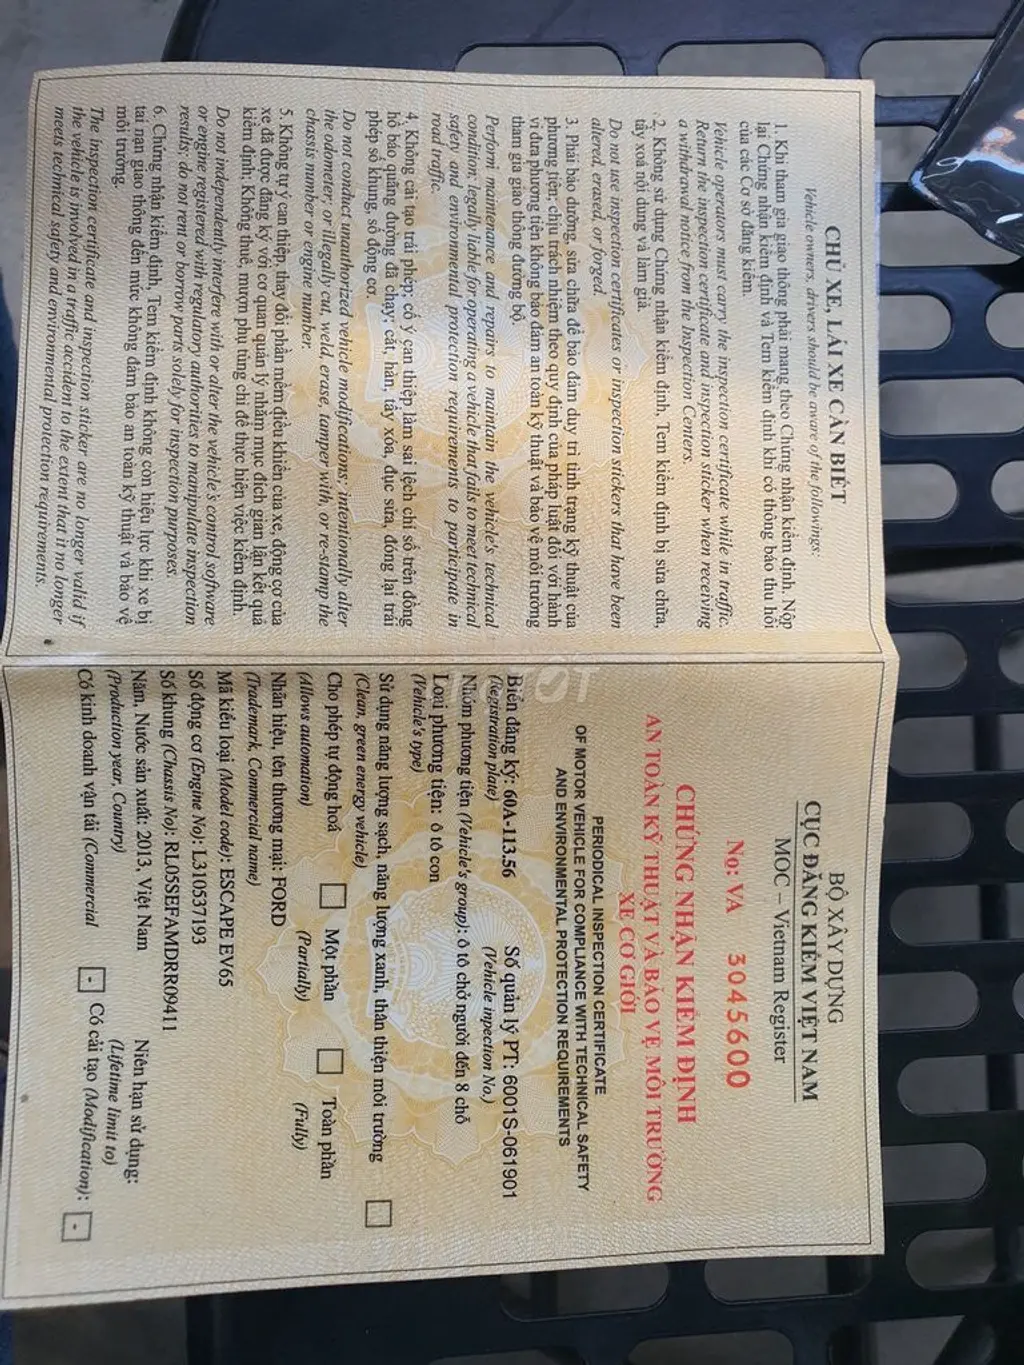 CHỦ XE, LÁI XE CẦN BIẾT
Vehicle owners, drivers should be aware of the followings:
1. Khi tham gia giao thông phải mang theo Chứng nhận kiểm định. Nộp
lại Chứng nhận kiểm định và Tem kiểm định khi có thông báo thu hồi
của các Cơ sở đăng kiểm.
Vehicle operators must carry the inspection certificate while in traffic.
Return the inspection certificate and inspection sticker when receiving
a withdrawal notice from the Inspection Centers.
2. Không sử dụng Chứng nhận kiểm định, Tem kiểm định bị sửa chữa,
tẩy xoá nội dung và làm giả.
Do not use inspection certificates or inspection stickers that have been
altered, erased, or forged.
3. Phải bảo dưỡng, sửa chữa để bảo đảm duy trì tình trạng kỹ thuật của
phương tiện; chịu trách nhiệm theo quy định của pháp luật đối với hành
vi đưa phương tiện không bảo đảm an toàn kỹ thuật và bảo vệ môi trường
tham gia giao thông đường bộ.
Perform maintenance and repairs to maintain the vehicle's technical
condition; legally liable for operating a vehicle that fails to meet technical
safety and environmental protection requirements to participate in
road traffic.
4. Không cải tạo trái phép; cố ý can thiệp làm sai lệch chỉ số trên đồng
hồ báo quãng đường đã chạy; cắt, hàn, tẩy xóa, đục sửa, đóng lại trái
phép số khung, số động cơ.
Do not conduct unauthorized vehicle modifications; intentionally alter
the odometer; or illegally cut, weld, erase, tamper with, or re-stamp the
chassis number or engine number.
5. Không tự ý can thiệp, thay đổi phần mềm điều khiển của xe, động cơ của
xe đã được đăng ký với cơ quan quản lý nhằm mục đích gian lận kết quả
kiểm định; Không thuê, mượn phụ tùng chỉ để thực hiện việc kiểm định.
Do not independently interfere with or alter the vehicle's control software
or engine registered with regulatory authorities to manipulate inspection
results; do not rent or borrow parts solely for inspection purposes.
6. Chứng nhận kiểm định, Tem kiểm định không còn hiệu lực khi xe bị
tai nạn giao thông đến mức không đảm bảo an toàn kỹ thuật và bảo vệ
môi trường.
The inspection certificate and inspection sticker are no longer valid if
the vehicle is involved in a traffic accident to the extent that it no longer
meets technical safety and environmental protection requirements.
BỘ XÂY DỰNG
CỤC ĐĂNG KIỂM VIỆT NAM
MOC – Vietnam Register
Nọ: VA 3045600
CHỨNG NHẬN KIỂM ĐỊNH
AN TOÀN KỸ THUẬT VÀ BẢO VỆ MÔI TRƯỜNG
XE CƠ GIỚI
PERIODICAL INSPECTION CERTIFICATE
OF MOTOR VEHICLE FOR COMPLIANCE WITH TECHNICAL SAFETY
AND ENVIRONMENTAL PROTECTION REQUIREMENTS
Biển đăng ký: 60A-113.56 Số quản lý PT: 6001S-061901
(Registration plate) (Vehicle inpection No.)
Nhóm phương tiện (Vehicle's group): ô tô chở người đến 8 chỗ
Loại phương tiện: ô tô con
(Vehicle's type)
Sử dụng năng lượng sạch, năng lượng xanh, thân thiện môi trường
(Clean, green energy vehicle)
Cho phép tự động hoá Một phần Toàn phần
(Allows automation) (Partially) (Fully)
Nhãn hiệu, tên thương mại: FORD
(Trademark, Commercial name)
Mã kiểu loại (Model code): ESCAPE EV65
Số động cơ (Engine No): L310537193
Số khung (Chassis No): RL05SEFAMDRR09411
Năm, Nước sản xuất: 2013, Việt Nam Niên hạn sử dụng:
(Production year, Country) (Lifetime limit to)
Có kinh doanh vận tải (Commercial - Có cải tạo (Modification): -